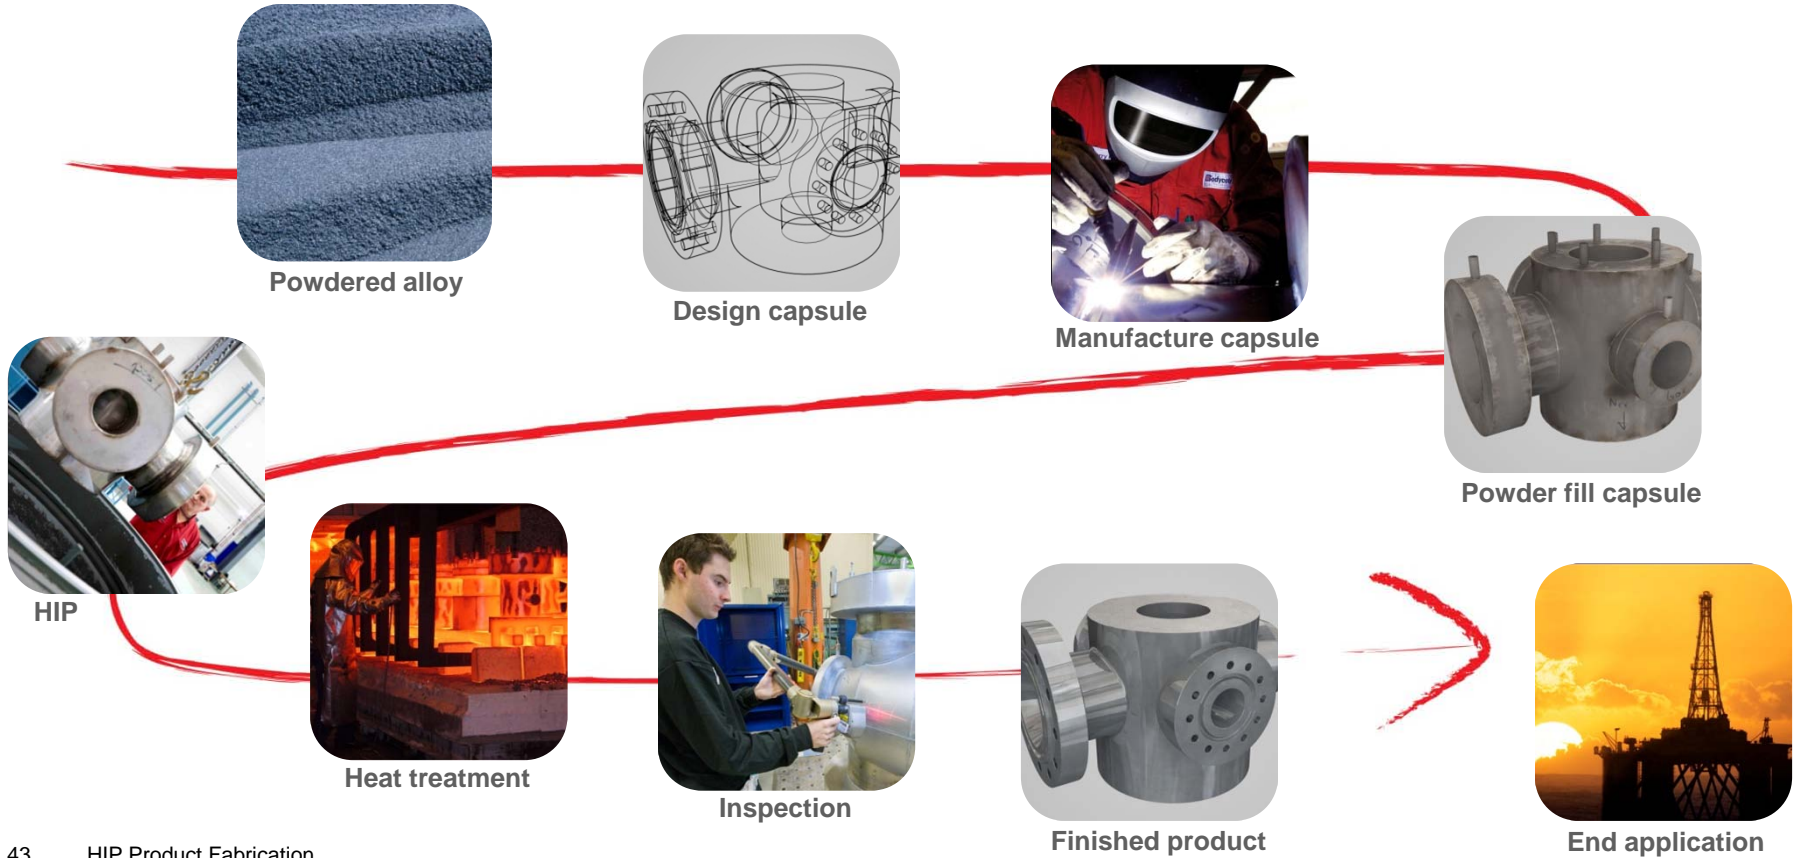 Powdered alloy
Design capsule
Manufacture capsule
Powder fill capsule
HIP
Heat treatment
Inspection
Finished product
End application
43 HIP Product Fabrication